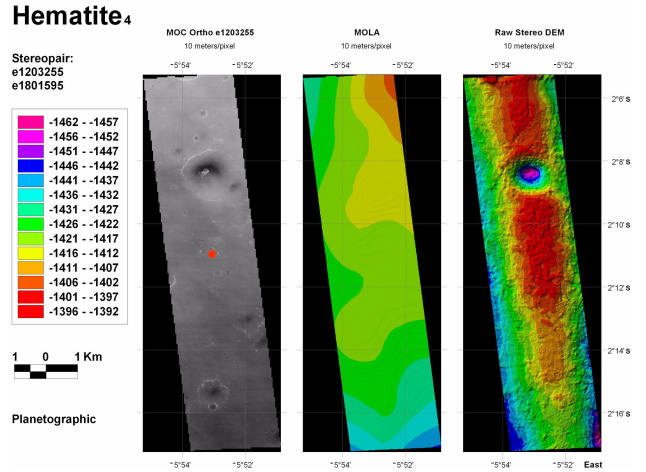 Hematite4
Stereopair:
e1203255
e1801595
-1462 - -1457
-1456 - -1452
-1451 - -1447
-1446 - -1442
-1441 - -1437
-1436 - -1432
-1431 - -1427
-1426 - -1422
-1421 - -1417
-1416 - -1412
-1411 - -1407
-1406 - -1402
-1401 - -1397
-1396 - -1392
1 0 1 Km
Planetographic
MOC Ortho e1203255
10 meters/pixel
-5°54' -5°52'
-5°54' -5°52'
MOLA
10 meters/pixel
-5°54' -5°52'
-5°54' -5°52'
Raw Stereo DEM
10 meters/pixel
-5°54' -5°52'
2°6' S
2°8' S
2°10' S
2°12' S
2°14' S
2°16' S
-5°54' -5°52' East